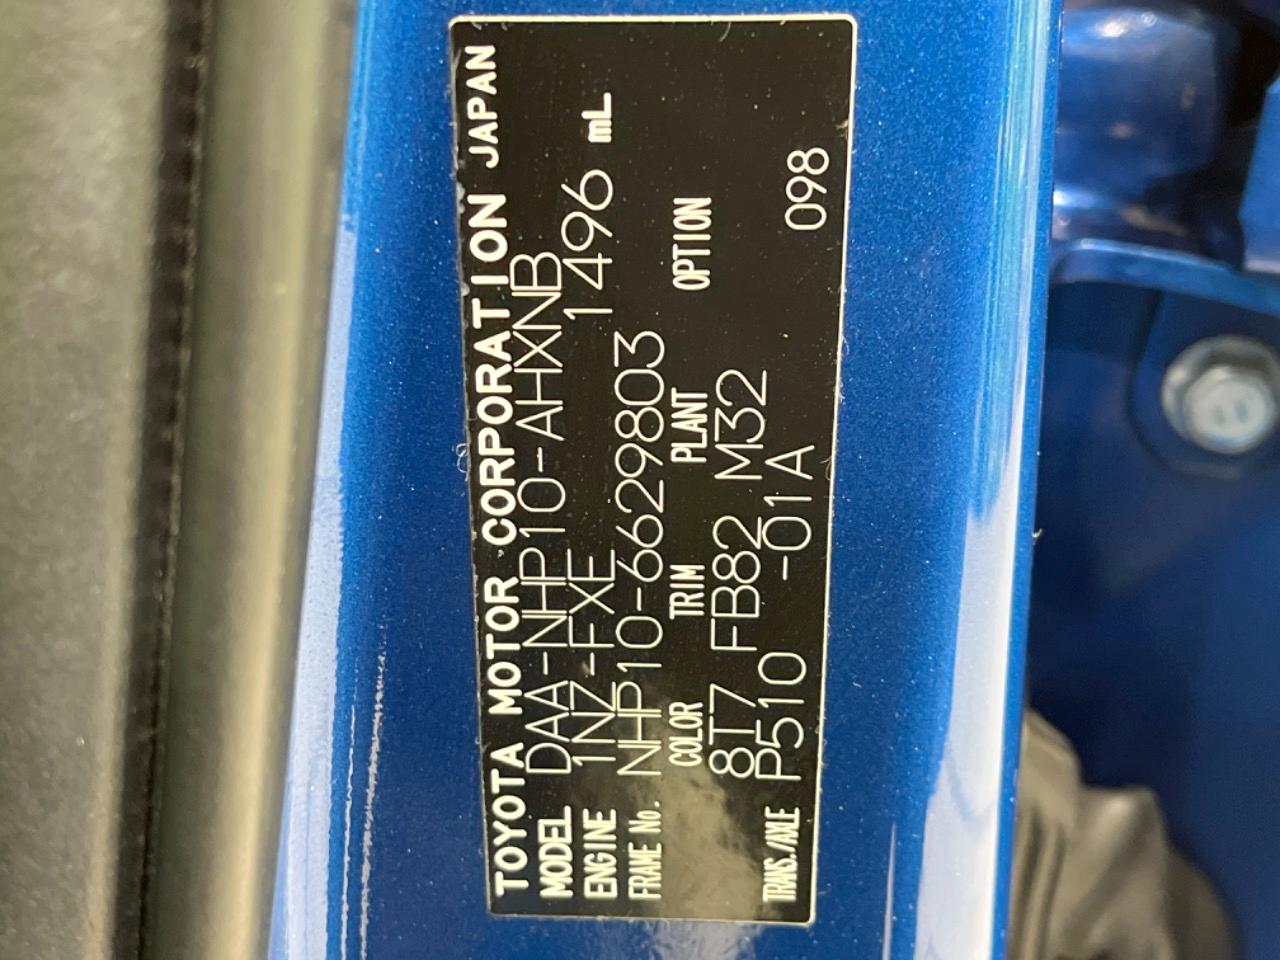 TOYOTA MOTOR CORPORATION JAPAN
MODEL DAA-NHP10-AHXNB
ENGINE 1NZ-FXE 1496 mL
FRAME No. NHP10-6629803
COLOR TRIM PLANT OPTION
8T7 FB82 M32
TRANS./AXLE P510 -01A 098